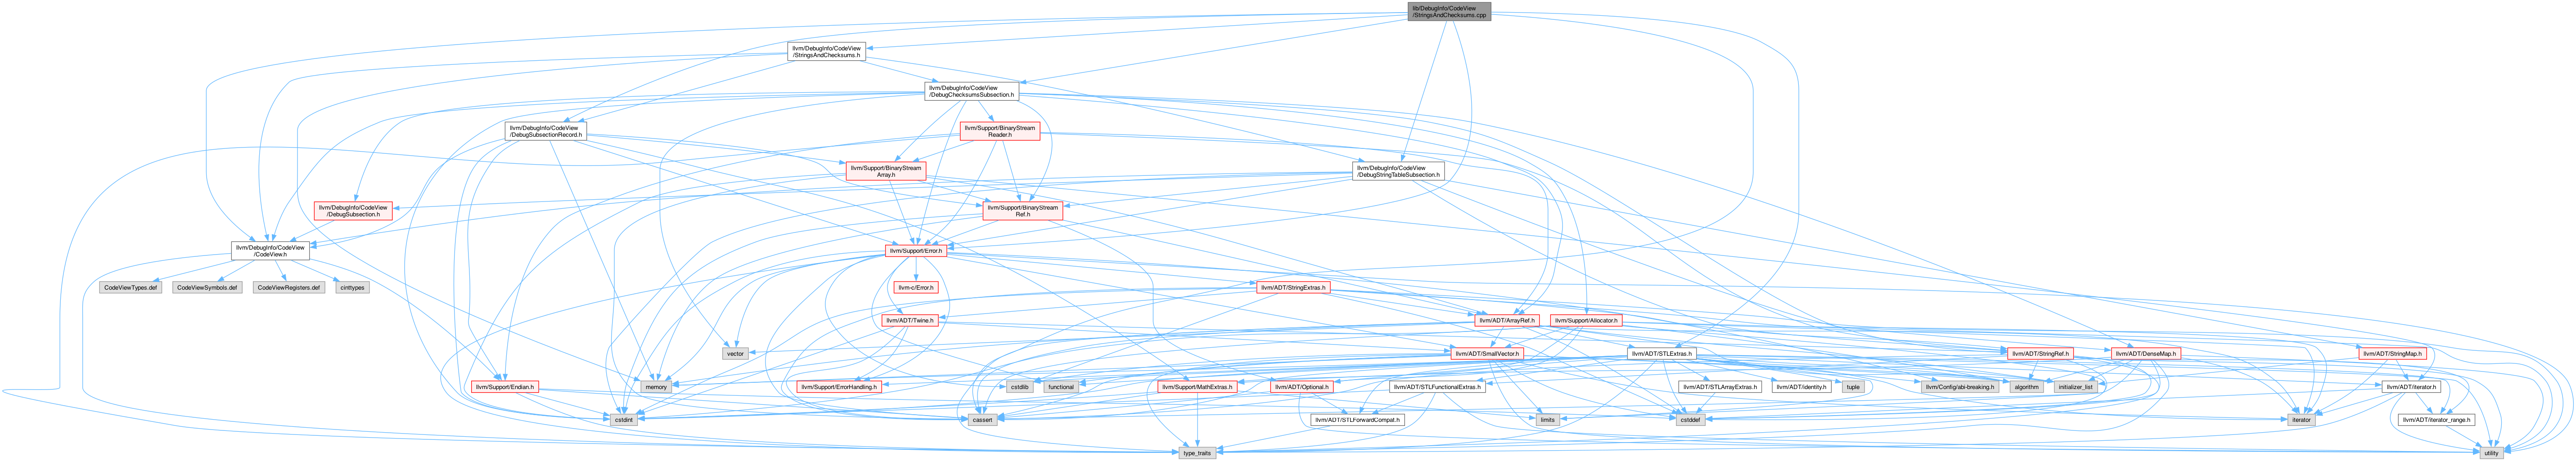 lib/DebugInfo/CodeView
/StringsAndChecksums.cpp
llvm/DebugInfo/CodeView
/StringsAndChecksums.h
llvm/DebugInfo/CodeView
/DebugChecksumsSubsection.h
llvm/DebugInfo/CodeView
/DebugSubsectionRecord.h
llvm/Support/BinaryStream
Reader.h
llvm/Support/BinaryStream
Array.h
llvm/DebugInfo/CodeView
/DebugStringTableSubsection.h
llvm/DebugInfo/CodeView
/DebugSubsection.h
llvm/Support/BinaryStream
Ref.h
llvm/DebugInfo/CodeView
/CodeView.h
llvm/Support/Error.h
CodeViewTypes.def
CodeViewSymbols.def
CodeViewRegisters.def
cinttypes
llvm-c/Error.h
llvm/ADT/StringExtras.h
llvm/ADT/Twine.h
llvm/ADT/ArrayRef.h
llvm/Support/Allocator.h
vector
llvm/ADT/SmallVector.h
llvm/ADT/STLExtras.h
llvm/ADT/StringRef.h
llvm/ADT/DenseMap.h
llvm/ADT/StringMap.h
llvm/Support/Endian.h
memory
llvm/Support/ErrorHandling.h
cstdlib
functional
llvm/Support/MathExtras.h
llvm/ADT/Optional.h
llvm/ADT/STLFunctionalExtras.h
llvm/ADT/STLArrayExtras.h
llvm/ADT/identity.h
tuple
llvm/Config/abi-breaking.h
algorithm
initializer_list
llvm/ADT/iterator.h
cstdint
cassert
llvm/ADT/STLForwardCompat.h
limits
cstddef
iterator
llvm/ADT/iterator_range.h
type_traits
utility